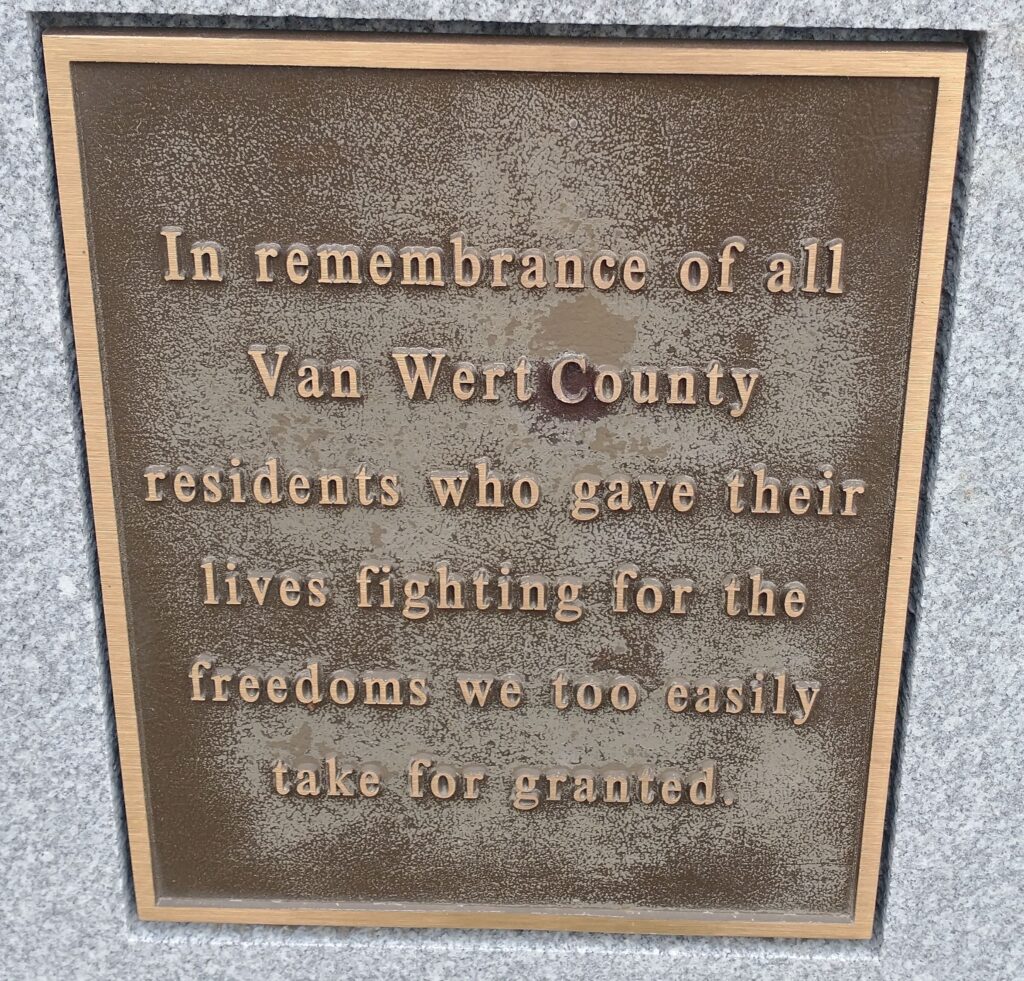 In remembrance of all
Van Wert County
residents who gave their
lives fighting for the
freedoms we too easily
take for granted.